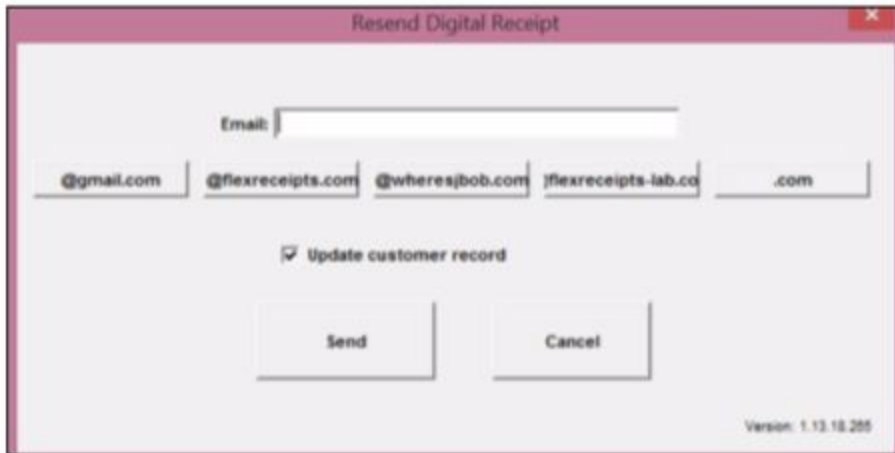 Resend Digital Receipt
Email:
@gmail.com @flexreceipts.com @wheresjbob.com flexreceipts-lab.co .com
Update customer record
Send Cancel
Version: 1.13.18.266